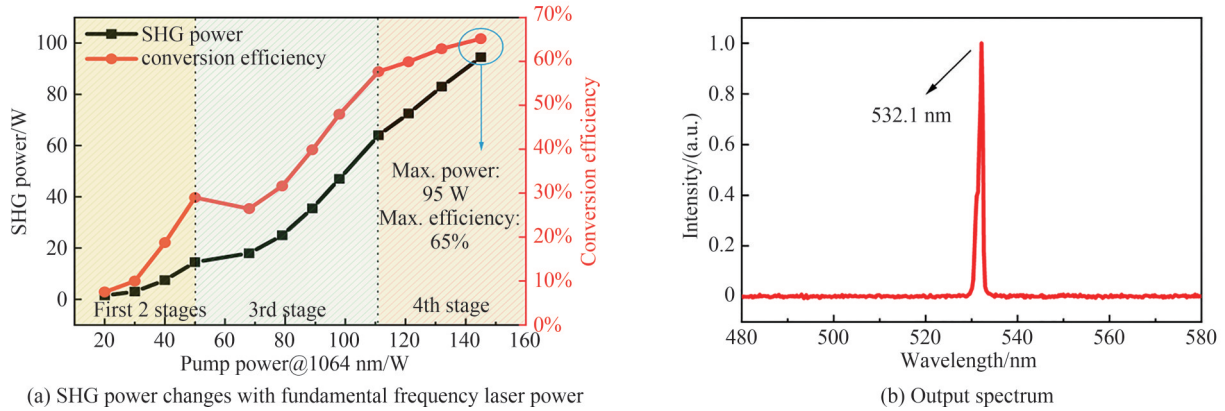 SHG power
conversion efficiency
100
80
60
40
20
0
SHG power/W
70%
60%
50%
40%
30%
20%
10%
0%
Conversion efficiency
Max. power:
95 W
Max. efficiency:
65%
First 2 stages
3rd stage
4th stage
20 40 60 80 100 120 140 160
Pump power@1064 nm/W
(a) SHG power changes with fundamental frequency laser power
1.0
0.8
0.6
0.4
0.2
0
Intensity/(a.u.)
532.1 nm
480 500 520 540 560 580
Wavelength/nm
(b) Output spectrum